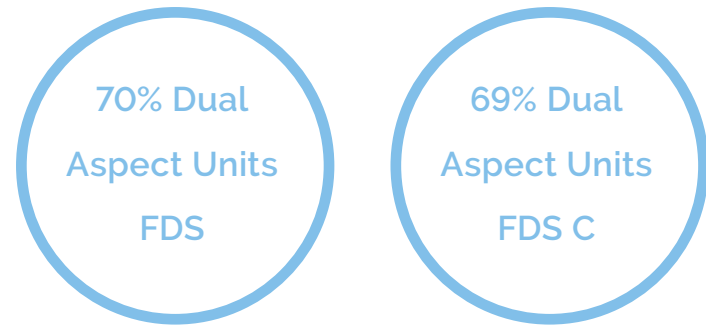 70% Dual
Aspect Units
FDS
69% Dual
Aspect Units
FDS C